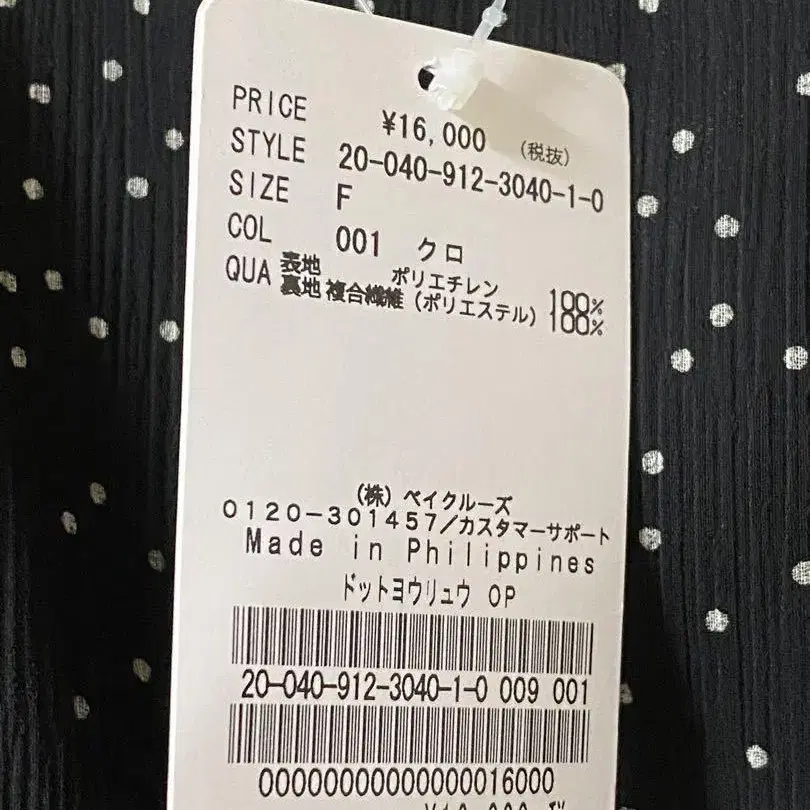 PRICE ¥16,000 (税抜)
STYLE 20-040-912-3040-1-0
SIZE F
COL 001 クロ
QUA 表地 ポリエチレン 100%
裏地 複合繊維 (ポリエステル) 100%
(株) ベイクルーズ
0120-301457/カスタマーサポート
Made in Philippines
ドットヨウリュウ OP
20-040-912-3040-1-0 009 001
00000000000000016000